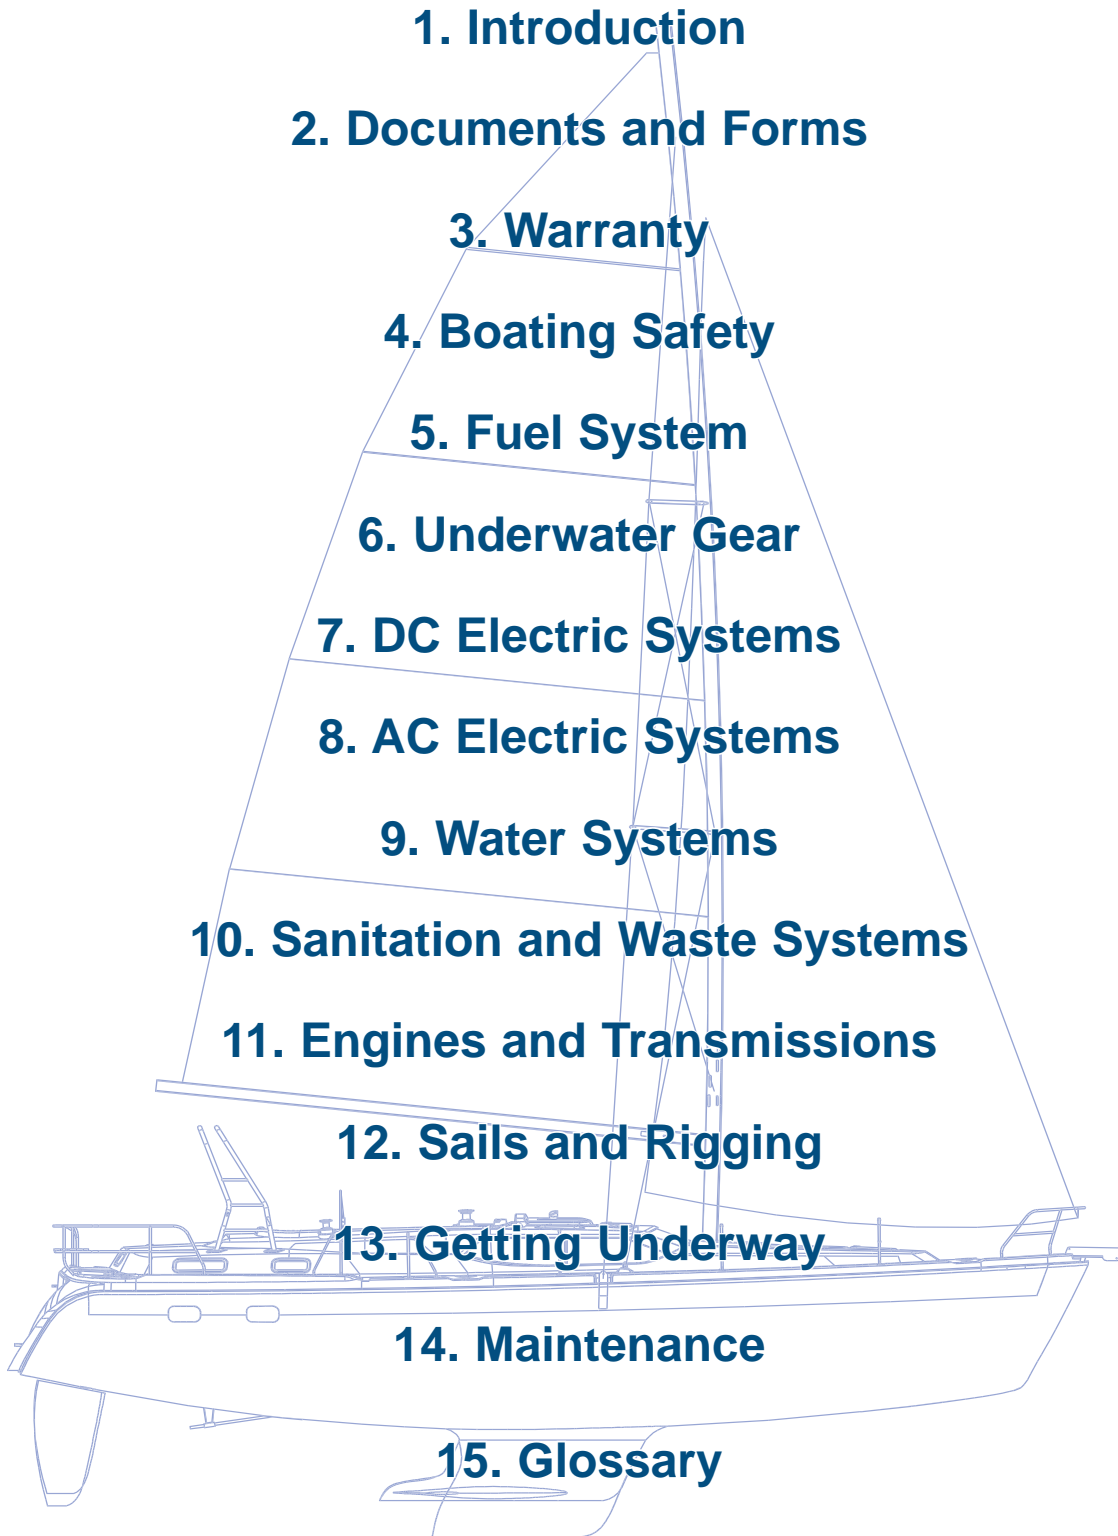 1. Introduction
2. Documents and Forms
3. Warranty
4. Boating Safety
5. Fuel System
6. Underwater Gear
7. DC Electric Systems
8. AC Electric Systems
9. Water Systems
10. Sanitation and Waste Systems
11. Engines and Transmissions
12. Sails and Rigging
13. Getting Underway
14. Maintenance
15. Glossary